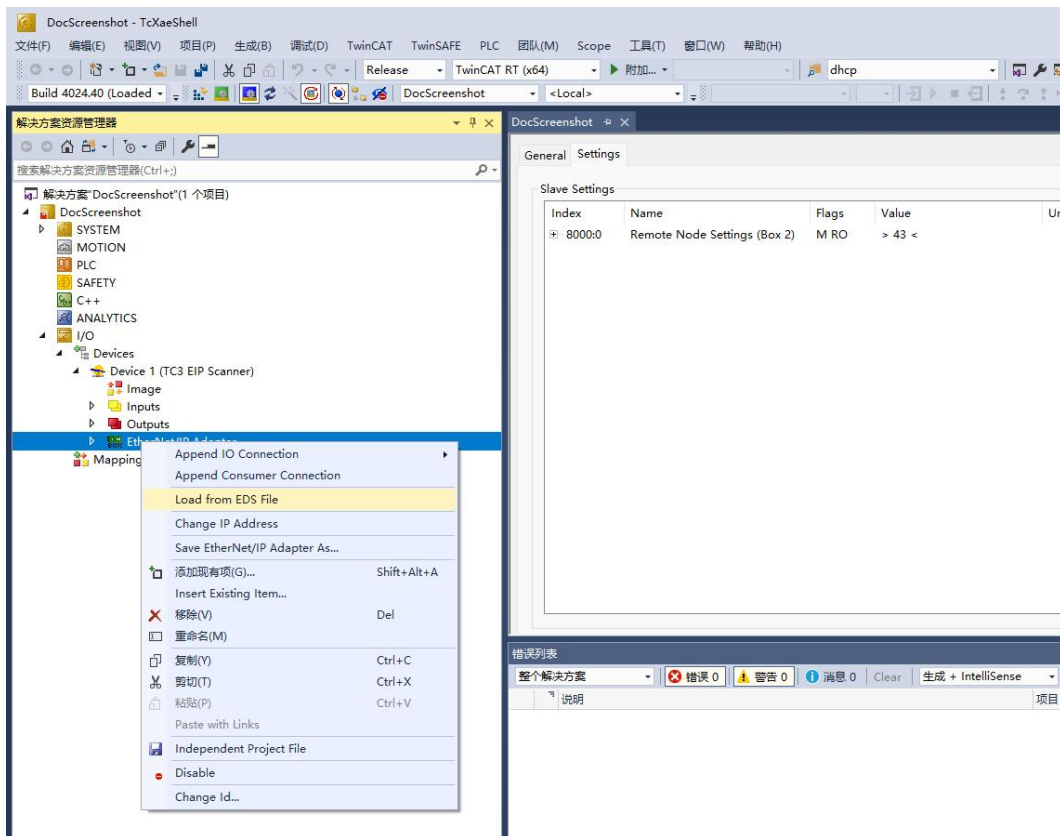 DocScreenshot - TcXaeShell
文件(F) 编辑(E) 视图(V) 项目(P) 生成(B) 调试(D) TwinCAT TwinSAFE PLC 团队(M) Scope 工具(T) 窗口(W) 帮助(H)
Release TwinCAT RT (x64) 附加... dhcp
Build 4024.40 (Loaded DocScreenshot <Local>
解决方案资源管理器
搜索解决方案资源管理器(Ctrl+;)
解决方案"DocScreenshot"(1 个项目)
DocScreenshot
SYSTEM
MOTION
PLC
SAFETY
C++
ANALYTICS
I/O
Devices
Device 1 (TC3 EIP Scanner)
Image
Inputs
Outputs
EtherNet/IP Adapter
Mapping
Append IO Connection
Append Consumer Connection
Load from EDS File
Change IP Address
Save EtherNet/IP Adapter As...
添加现有项(G)... Shift+Alt+A
Insert Existing Item...
移除(V) Del
重命名(M)
复制(Y) Ctrl+C
剪切(T) Ctrl+X
粘贴(P) Ctrl+V
Paste with Links
Independent Project File
Disable
Change Id...
DocScreenshot
General Settings
Slave Settings
Index Name Flags Value
8000:0 Remote Node Settings (Box 2) M RO > 43 <
错误列表
整个解决方案 错误 0 警告 0 消息 0 Clear 生成 + IntelliSense
说明 项目